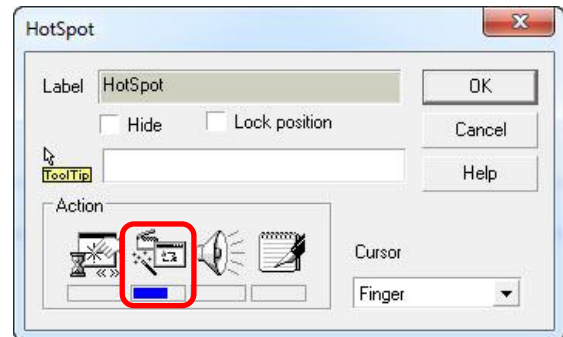 HotSpot
Label HotSpot OK
Hide Lock position Cancel
ToolTip Help
Action
Cursor
Finger